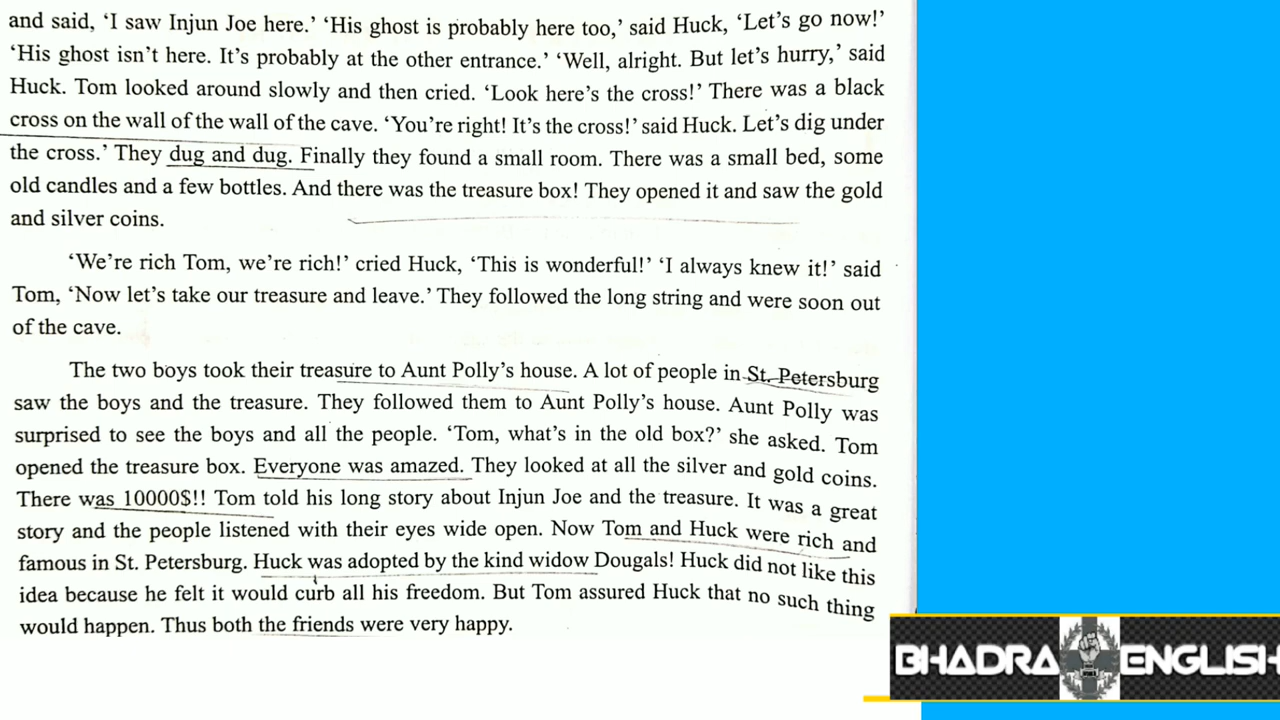 and said, ‘I saw Injun Joe here.’ ‘His ghost is probably here too,’ said Huck, ‘Let’s go now!’
‘His ghost isn’t here. It’s probably at the other entrance.’ ‘Well, alright. But let’s hurry,’ said
Huck. Tom looked around slowly and then cried. ‘Look here’s the cross!’ There was a black
cross on the wall of the wall of the cave. ‘You’re right! It’s the cross!’ said Huck. Let’s dig under
the cross.’ They dug and dug. Finally they found a small room. There was a small bed, some
old candles and a few bottles. And there was the treasure box! They opened it and saw the gold
and silver coins.
‘We’re rich Tom, we’re rich!’ cried Huck, ‘This is wonderful!’ ‘I always knew it!’ said
Tom, ‘Now let’s take our treasure and leave.’ They followed the long string and were soon out
of the cave.
The two boys took their treasure to Aunt Polly’s house. A lot of people in St. Petersburg
saw the boys and the treasure. They followed them to Aunt Polly’s house. Aunt Polly was
surprised to see the boys and all the people. ‘Tom, what’s in the old box?’ she asked. Tom
opened the treasure box. Everyone was amazed. They looked at all the silver and gold coins.
There was 10000$!! Tom told his long story about Injun Joe and the treasure. It was a great
story and the people listened with their eyes wide open. Now Tom and Huck were rich and
famous in St. Petersburg. Huck was adopted by the kind widow Dougals! Huck did not like this
idea because he felt it would curb all his freedom. But Tom assured Huck that no such thing
would happen. Thus both the friends were very happy.
BHADRA ENGLISH